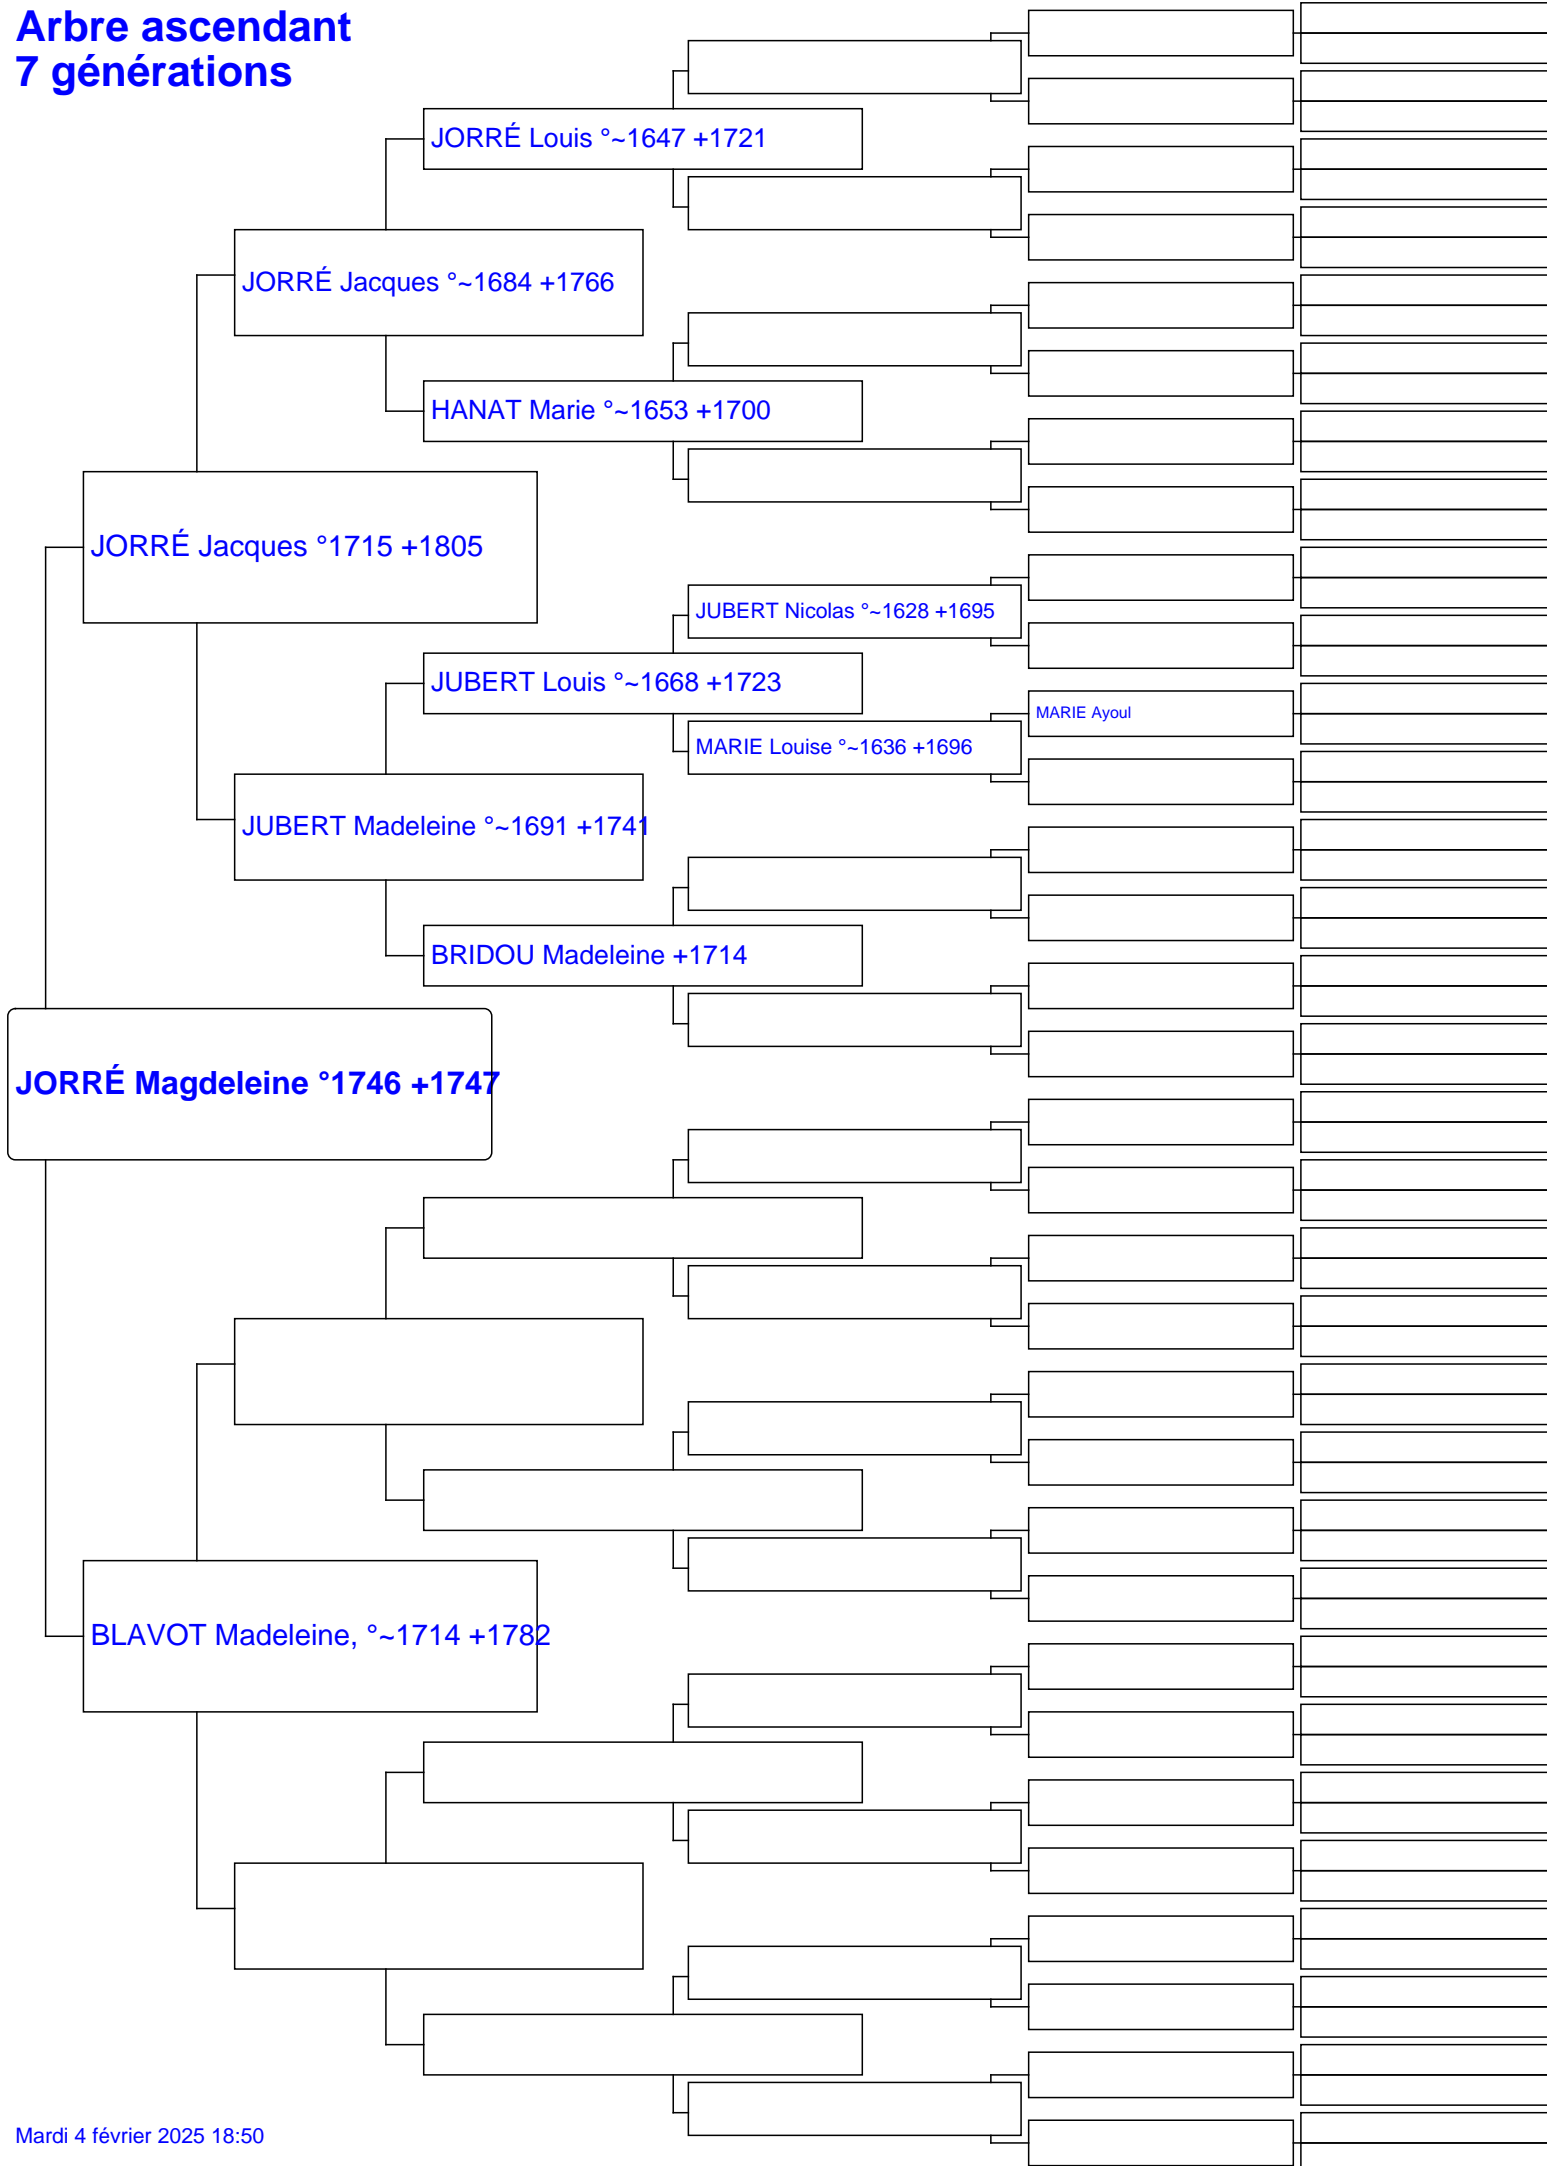 Arbre ascendant
7 générations
JORRÉ Louis °~1647 +1721
JORRÉ Jacques °~1684 +1766
HANAT Marie °~1653 +1700
JORRÉ Jacques °1715 +1805
JUBERT Nicolas °~1628 +1695
JUBERT Louis °~1668 +1723
MARIE Ayoul
MARIE Louise °~1636 +1696
JUBERT Madeleine °~1691 +1741
BRIDOU Madeleine +1714
JORRÉ Magdeleine °1746 +1747
BLAVOT Madeleine, °~1714 +1782
Mardi 4 février 2025 18:50